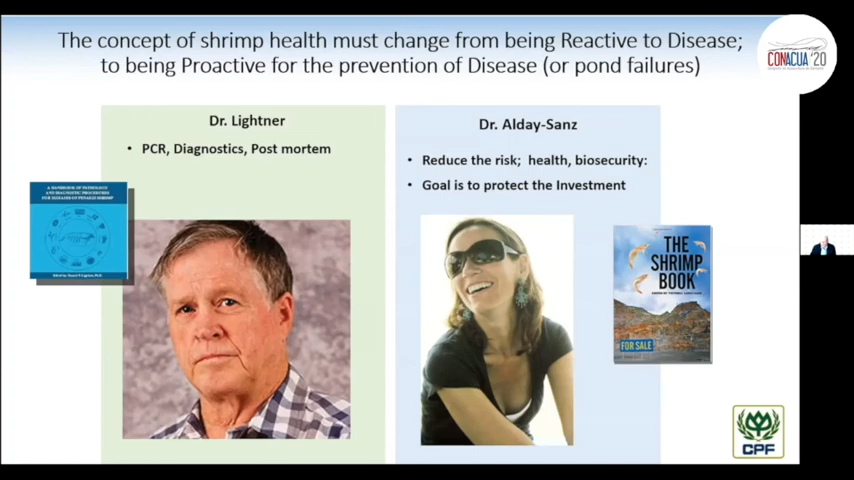 The concept of shrimp health must change from being Reactive to Disease;
to being Proactive for the prevention of Disease (or pond failures)
CONACUA '20
Dr. Lightner
• PCR, Diagnostics, Post mortem
Dr. Alday-Sanz
• Reduce the risk; health, biosecurity:
• Goal is to protect the Investment
A HANDBOOK OF PATHOLOGY
AND DIAGNOSTIC PROCEDURES
FOR DISEASES OF PENAEID SHRIMP
THE
SHRIMP
BOOK
FOR SALE
CPF